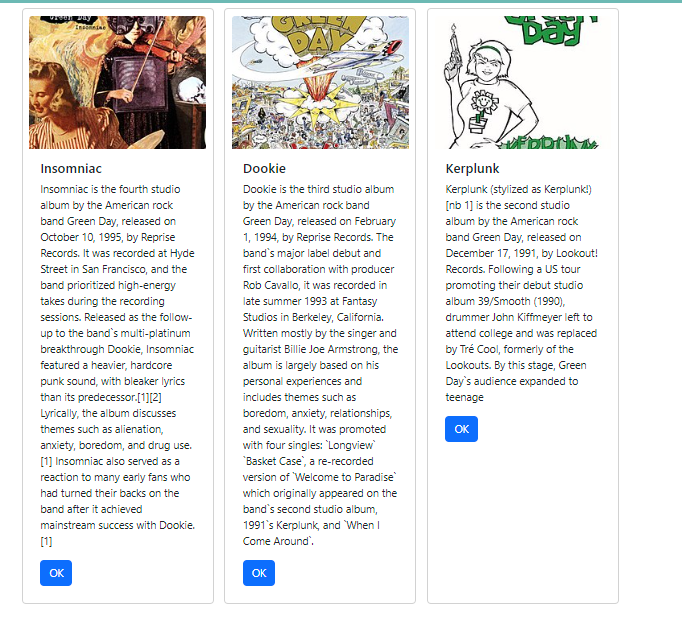 Green Day
Insomniac
Insomniac
Insomniac is the fourth studio
album by the American rock
band Green Day, released on
October 10, 1995, by Reprise
Records. It was recorded at Hyde
Street in San Francisco, and the
band prioritized high-energy
takes during the recording
sessions. Released as the follow-
up to the band`s multi-platinum
breakthrough Dookie, Insomniac
featured a heavier, hardcore
punk sound, with bleaker lyrics
than its predecessor.[1][2]
Lyrically, the album discusses
themes such as alienation,
anxiety, boredom, and drug use.
[1] Insomniac also served as a
reaction to many early fans who
had turned their backs on the
band after it achieved
mainstream success with Dookie.
[1]
OK
GREEN
DAY
Dookie
Dookie is the third studio album
by the American rock band
Green Day, released on February
1, 1994, by Reprise Records. The
band`s major label debut and
first collaboration with producer
Rob Cavallo, it was recorded in
late summer 1993 at Fantasy
Studios in Berkeley, California.
Written mostly by the singer and
guitarist Billie Joe Armstrong, the
album is largely based on his
personal experiences and
includes themes such as
boredom, anxiety, relationships,
and sexuality. It was promoted
with four singles: `Longview`
`Basket Case`, a re-recorded
version of `Welcome to Paradise`
which originally appeared on the
band`s second studio album,
1991`s Kerplunk, and `When I
Come Around`.
OK
Green
Day
KERPLUNK
Kerplunk
Kerplunk (stylized as Kerplunk!)
[nb 1] is the second studio
album by the American rock
band Green Day, released on
December 17, 1991, by Lookout!
Records. Following a US tour
promoting their debut studio
album 39/Smooth (1990),
drummer John Kiffmeyer left to
attend college and was replaced
by Tré Cool, formerly of the
Lookouts. By this stage, Green
Day`s audience expanded to
teenage
OK